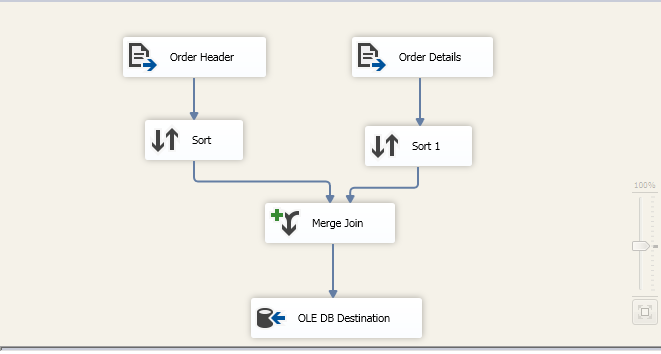 Order Header
Order Details
Sort
Sort 1
100%
Merge Join
OLE DB Destination